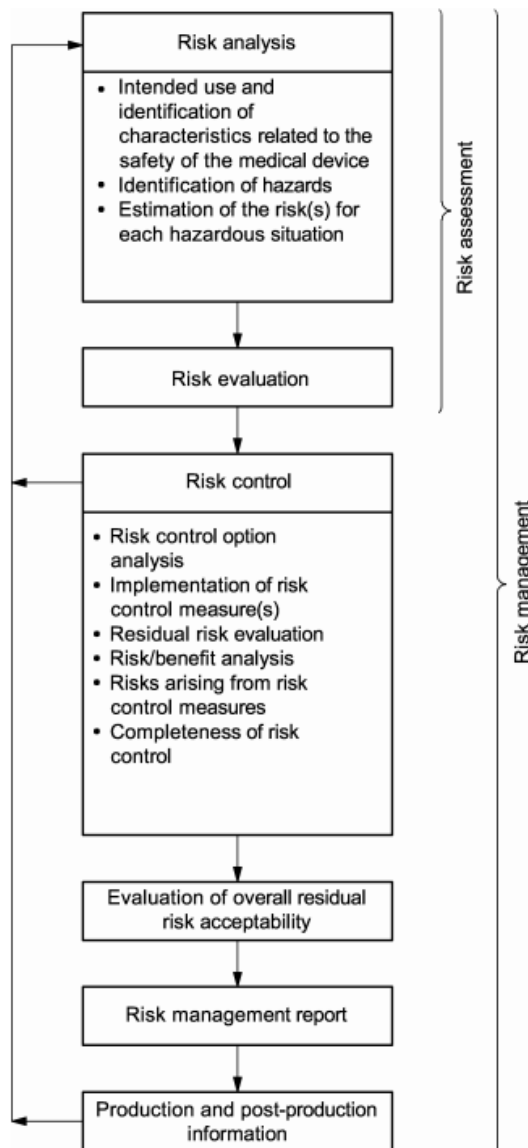 Risk analysis
• Intended use and
identification of
characteristics related to the
safety of the medical device
• Identification of hazards
• Estimation of the risk(s) for
each hazardous situation
Risk assessment
Risk evaluation
Risk control
• Risk control option
analysis
• Implementation of risk
control measure(s)
• Residual risk evaluation
• Risk/benefit analysis
• Risks arising from risk
control measures
• Completeness of risk
control
Risk management
Evaluation of overall residual
risk acceptability
Risk management report
Production and post-production
information